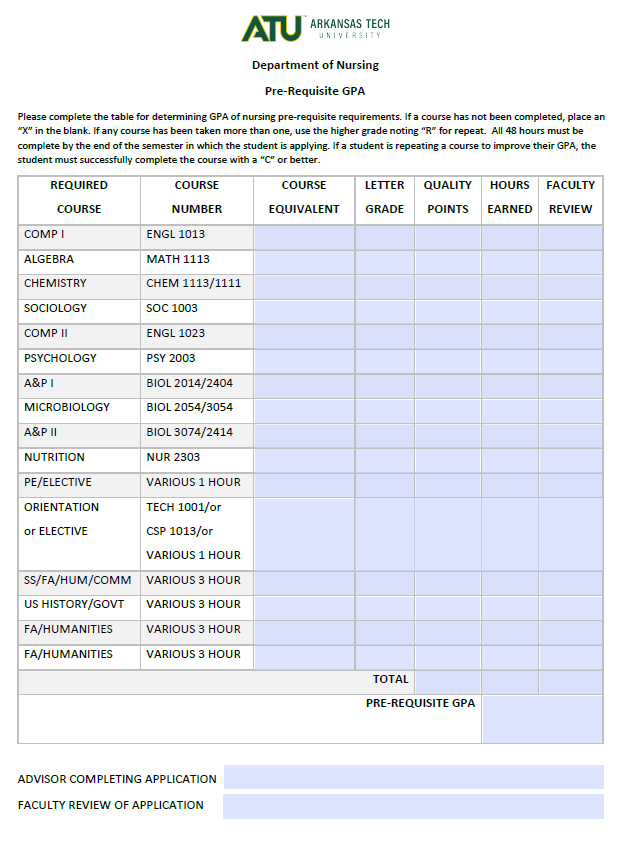 ATU ARKANSAS TECH
UNIVERSITY
Department of Nursing
Pre-Requisite GPA
Please complete the table for determining GPA of nursing pre-requisite requirements. If a course has not been completed, place an
"X" in the blank. If any course has been taken more than one, use the higher grade noting "R" for repeat. All 48 hours must be
complete by the end of the semester in which the student is applying. If a student is repeating a course to improve their GPA, the
student must successfully complete the course with a "C" or better.
REQUIRED COURSE COURSE LETTER QUALITY HOURS FACULTY
COURSE NUMBER EQUIVALENT GRADE POINTS EARNED REVIEW
COMP I ENGL 1013
ALGEBRA MATH 1113
CHEMISTRY CHEM 1113/1111
SOCIOLOGY SOC 1003
COMP II ENGL 1023
PSYCHOLOGY PSY 2003
A&P I BIOL 2014/2404
MICROBIOLOGY BIOL 2054/3054
A&P II BIOL 3074/2414
NUTRITION NUR 2303
PE/ELECTIVE VARIOUS 1 HOUR
ORIENTATION TECH 1001/or
or ELECTIVE CSP 1013/or
VARIOUS 1 HOUR
SS/FA/HUM/COMM VARIOUS 3 HOUR
US HISTORY/GOVT VARIOUS 3 HOUR
FA/HUMANITIES VARIOUS 3 HOUR
FA/HUMANITIES VARIOUS 3 HOUR
TOTAL
PRE-REQUISITE GPA
ADVISOR COMPLETING APPLICATION
FACULTY REVIEW OF APPLICATION